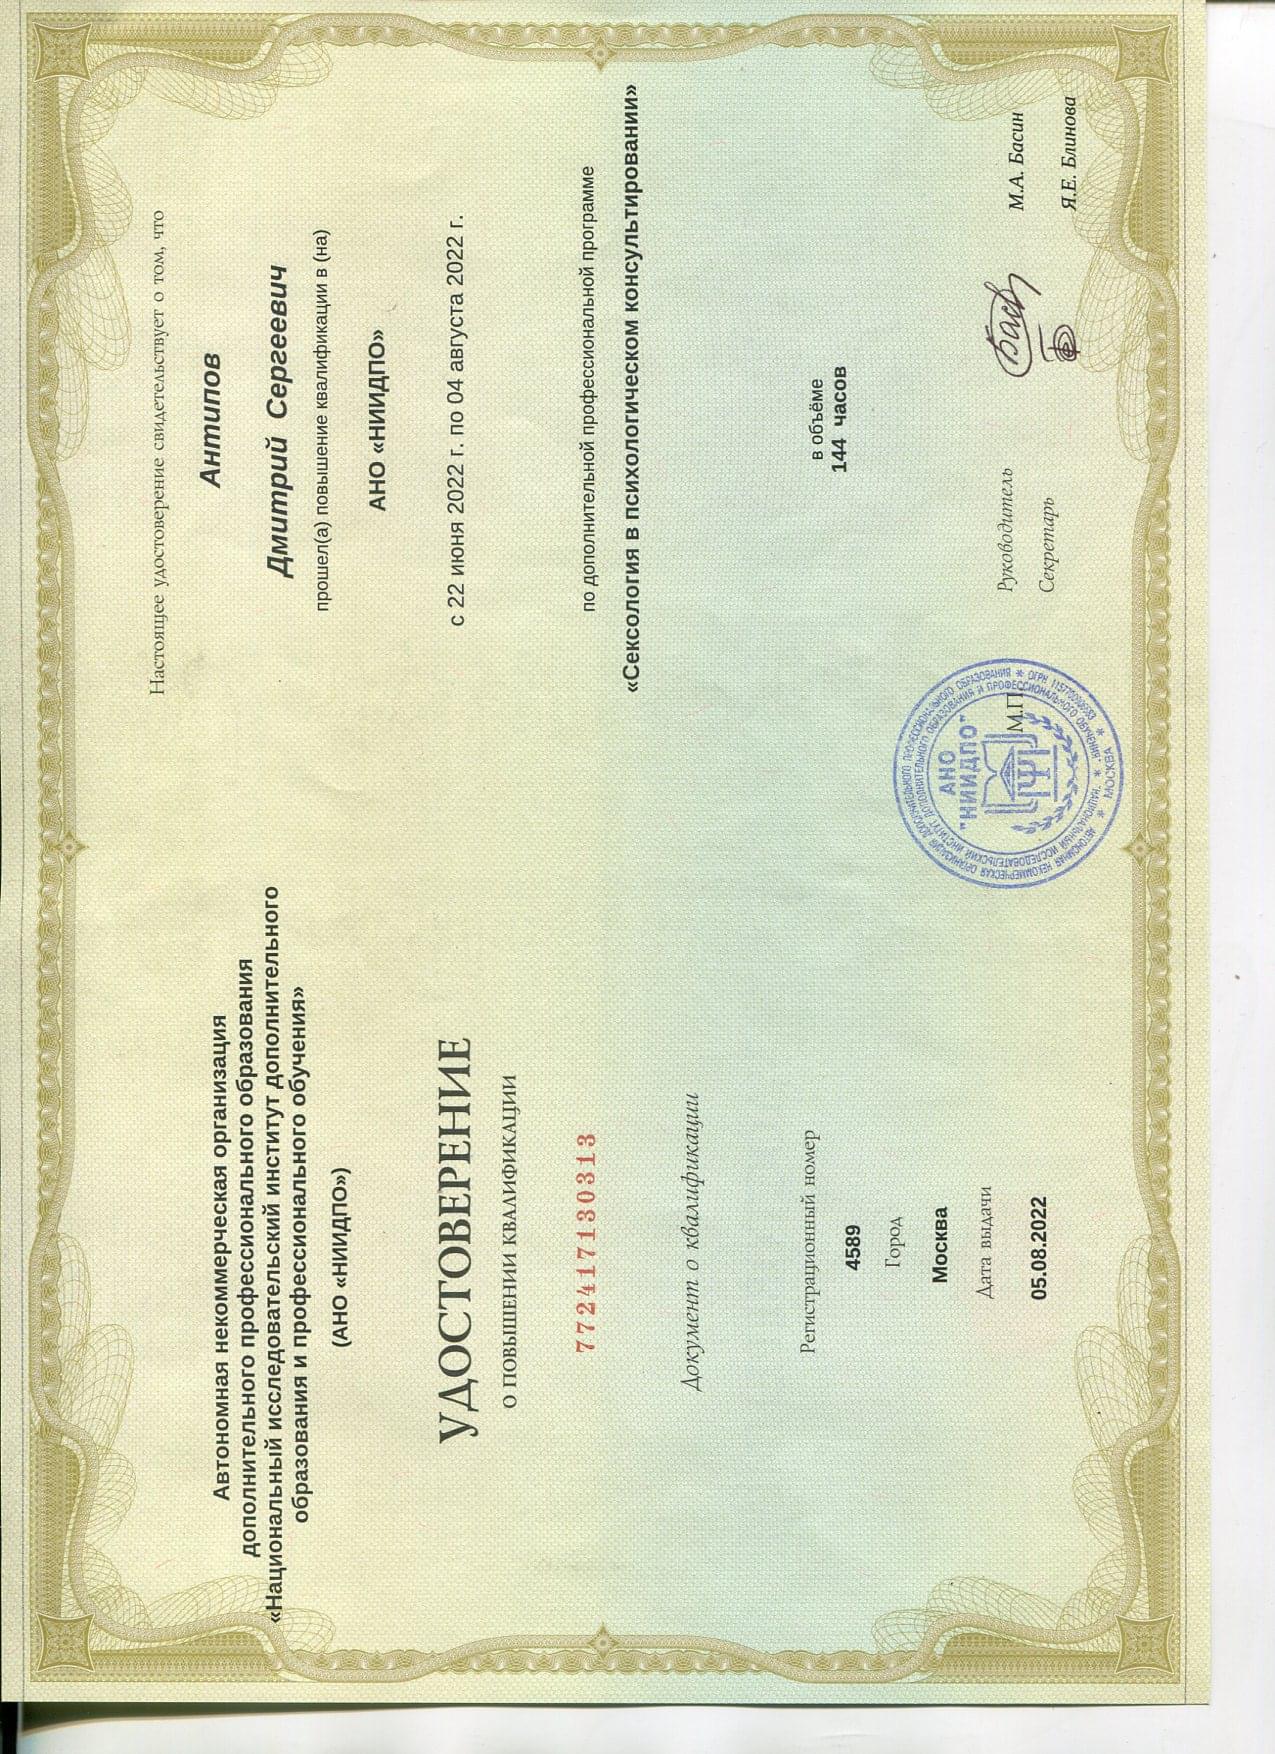 Автономная некоммерческая организация
дополнительного профессионального образования
«Национальный исследовательский институт дополнительного
образования и профессионального обучения»
(АНО «НИИДПО»)
УДОСТОВЕРЕНИЕ
О ПОВЫШЕНИИ КВАЛИФИКАЦИИ
772417130313
Документ о квалификации
Регистрационный номер
4589
Город
Москва
Дата выдачи
05.08.2022
Настоящее удостоверение свидетельствует о том, что
Антипов
Дмитрий Сергеевич
прошел(а) повышение квалификации в (на)
АНО «НИИДПО»
с 22 июня 2022 г. по 04 августа 2022 г.
по дополнительной профессиональной программе
«Сексология в психологическом консультировании»
в объёме
144 часов
АНО
"НИИДПО"
МОСКВА
М.П.
Руководитель
М.А. Басин
Секретарь
Я.Е. Блинова